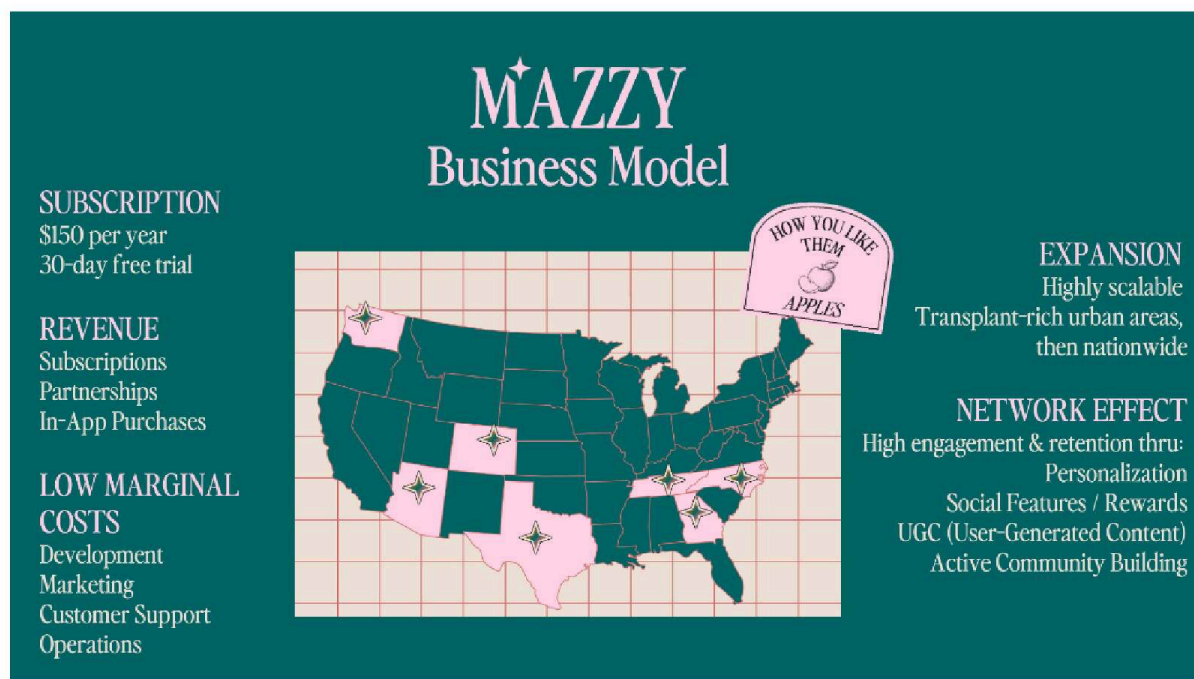 MAZZY
Business Model
SUBSCRIPTION
$150 per year
30-day free trial
REVENUE
Subscriptions
Partnerships
In-App Purchases
LOW MARGINAL
COSTS
Development
Marketing
Customer Support
Operations
HOW YOU LIKE
THEM
APPLES
EXPANSION
Highly scalable
Transplant-rich urban areas,
then nationwide
NETWORK EFFECT
High engagement & retention thru:
Personalization
Social Features / Rewards
UGC (User-Generated Content)
Active Community Building